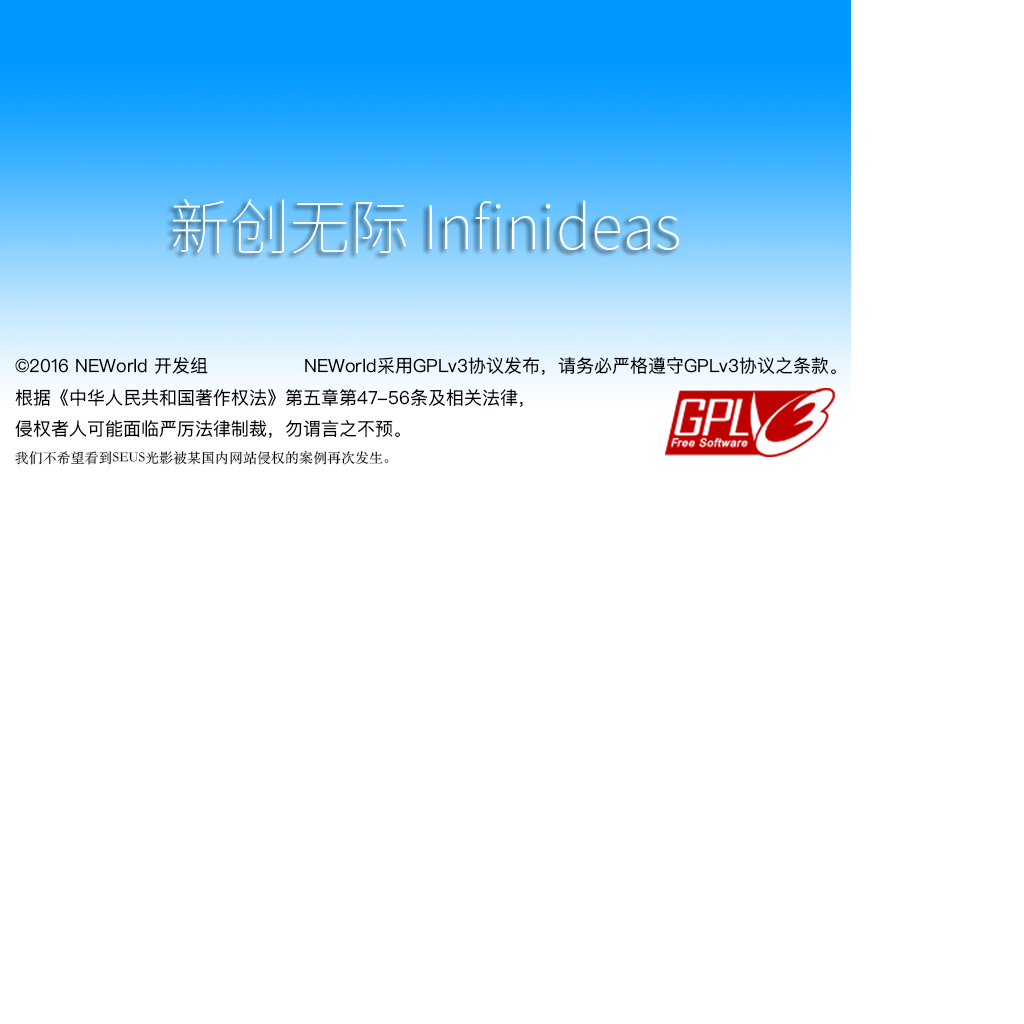 新创无际 Infinideas
©2016 NEWorld 开发组 NEWorld采用GPLv3协议发布，请务必严格遵守GPLv3协议之条款。
根据《中华人民共和国著作权法》第五章第47-56条及相关法律，
侵权者人可能面临严厉法律制裁，勿谓言之不预。
我们不希望看到SEUS光影被某国内网站侵权的案例再次发生。
GPLv3
Free Software